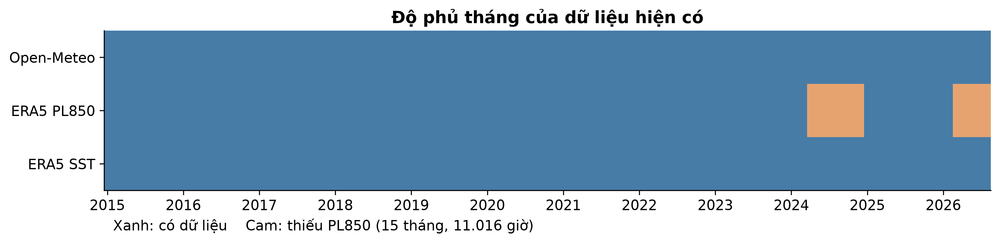 Độ phủ tháng của dữ liệu hiện có
Open-Meteo
ERA5 PL850
ERA5 SST
2015 2016 2017 2018 2019 2020 2021 2022 2023 2024 2025 2026
Xanh: có dữ liệu Cam: thiếu PL850 (15 tháng, 11.016 giờ)